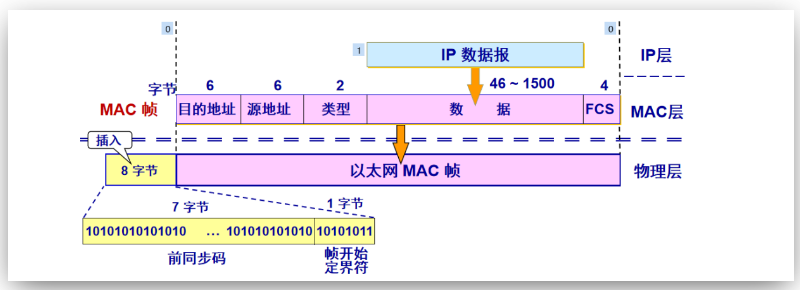 0
0
1
IP 数据报
IP层
字节
6
6
2
46 ~ 1500
4
MAC 帧
目的地址
源地址
类型
数 据
FCS
MAC层
插入
8 字节
以太网 MAC 帧
物理层
7 字节
1 字节
10101010101010 … 101010101010
10101011
前同步码
帧开始
定界符